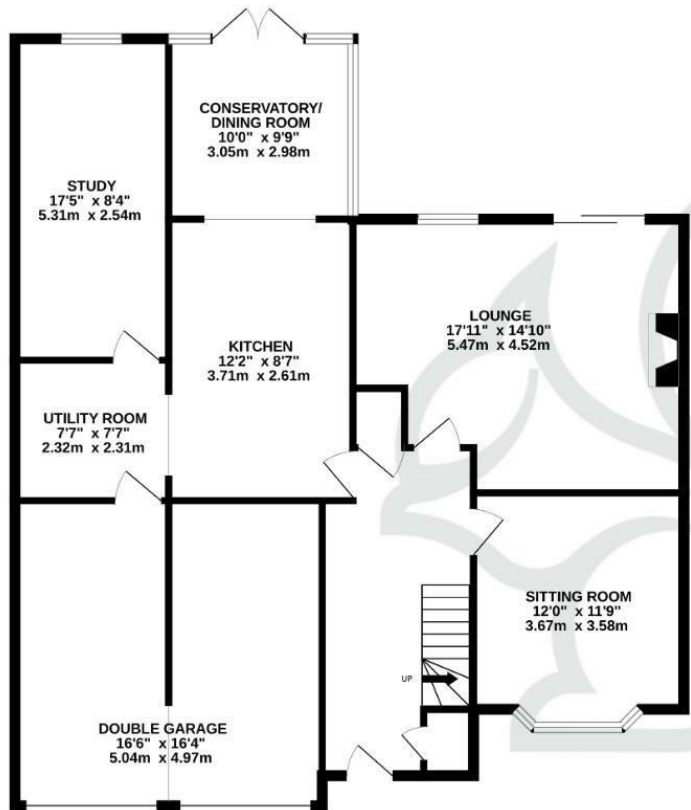 CONSERVATORY/
DINING ROOM
10'0" x 9'9"
3.05m x 2.98m
STUDY
17'5" x 8'4"
5.31m x 2.54m
LOUNGE
17'11" x 14'10"
5.47m x 4.52m
KITCHEN
12'2" x 8'7"
3.71m x 2.61m
UTILITY ROOM
7'7" x 7'7"
2.32m x 2.31m
SITTING ROOM
12'0" x 11'9"
3.67m x 3.58m
UP
DOUBLE GARAGE
16'6" x 16'4"
5.04m x 4.97m